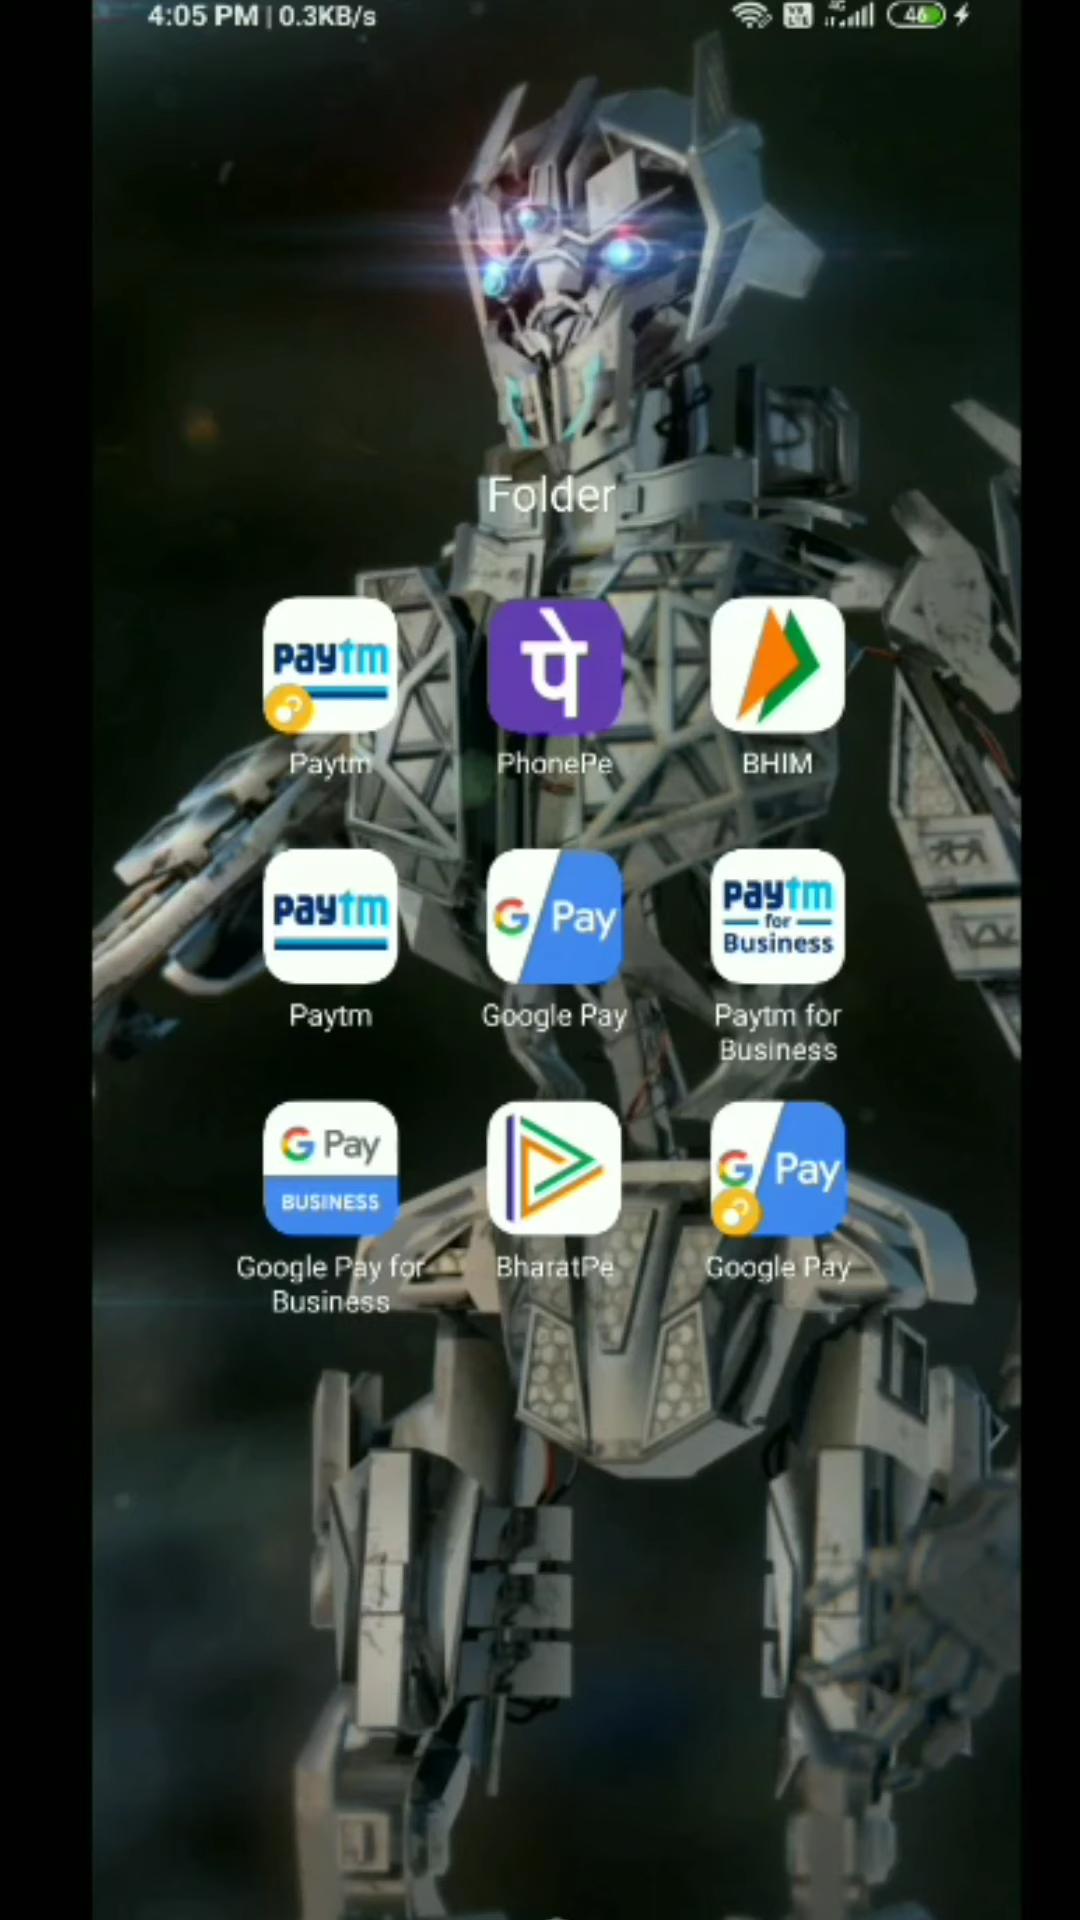 4:05 PM | 0.3KB/s
4G
46
Folder
paytm
पे
Paytm
PhonePe
BHIM
paytm
G Pay
paytm
for
Business
Paytm
Google Pay
Paytm for
Business
G Pay
BUSINESS
G Pay
Google Pay for
Business
BharatPe
Google Pay